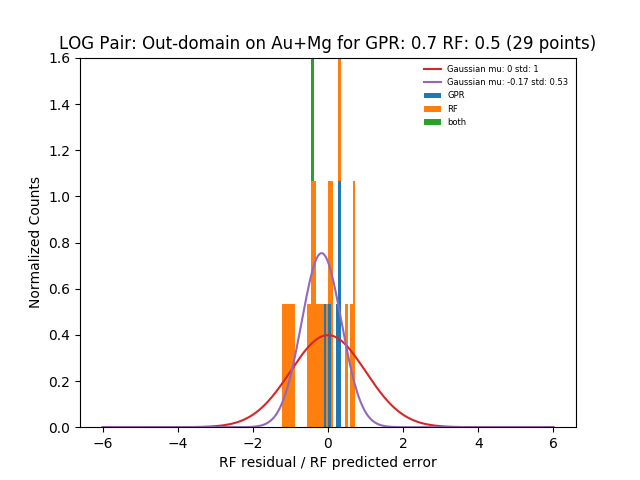 LOG Pair: Out-domain on Au+Mg for GPR: 0.7 RF: 0.5 (29 points)
Gaussian mu: 0 std: 1
Gaussian mu: -0.17 std: 0.53
GPR
RF
both
1.6
1.4
1.2
1.0
0.8
0.6
0.4
0.2
0.0
Normalized Counts
−6 −4 −2 0 2 4 6
RF residual / RF predicted error